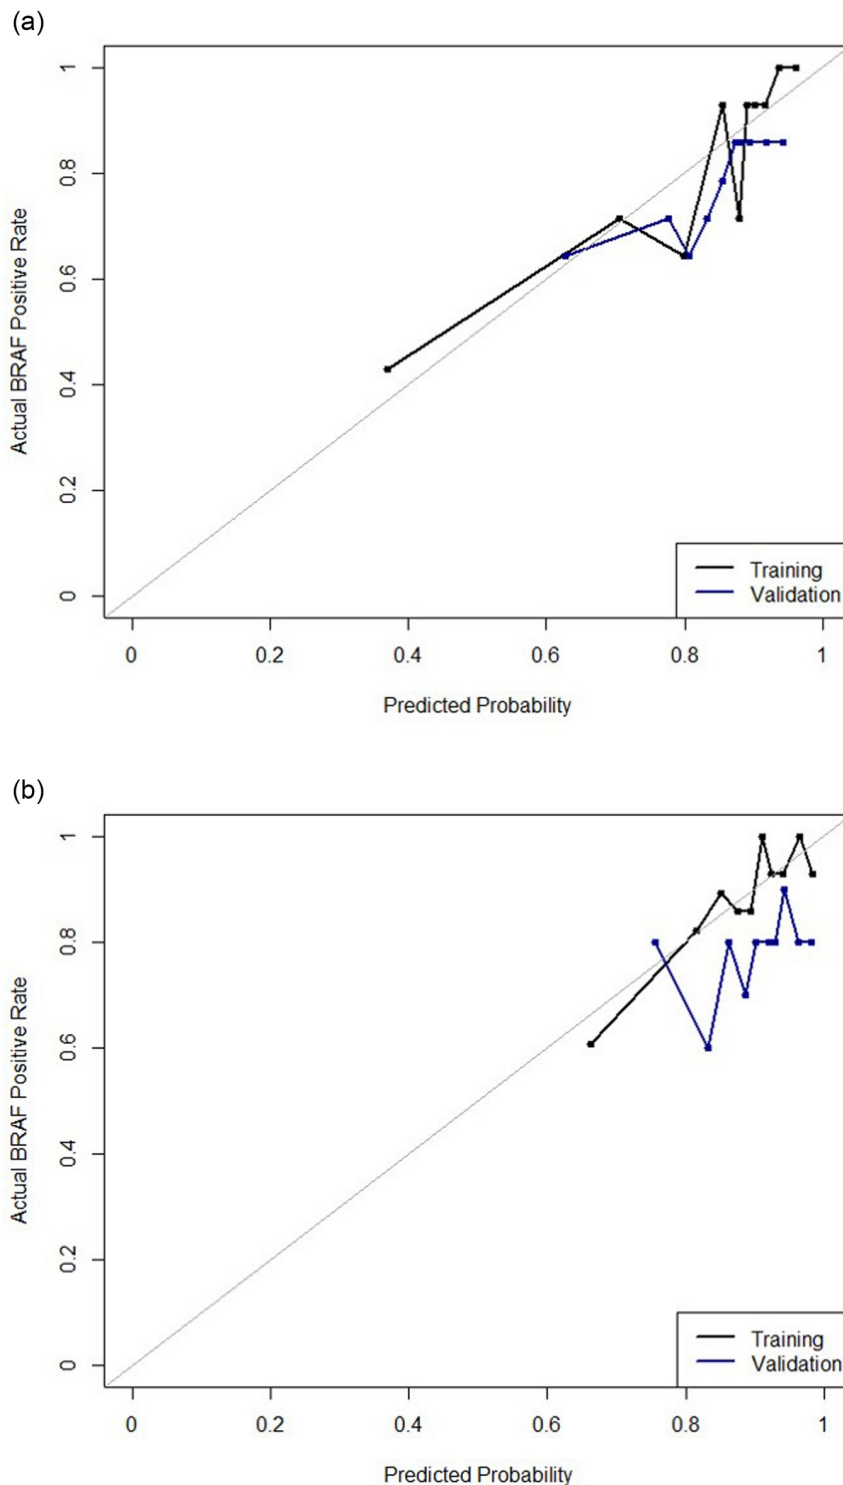 (a)
1
0.8
0.6
0.4
0.2
0
Actual BRAF Positive Rate
Training
Validation
0 0.2 0.4 0.6 0.8 1
Predicted Probability
(b)
1
0.8
0.6
0.4
0.2
0
Actual BRAF Positive Rate
Training
Validation
0 0.2 0.4 0.6 0.8 1
Predicted Probability